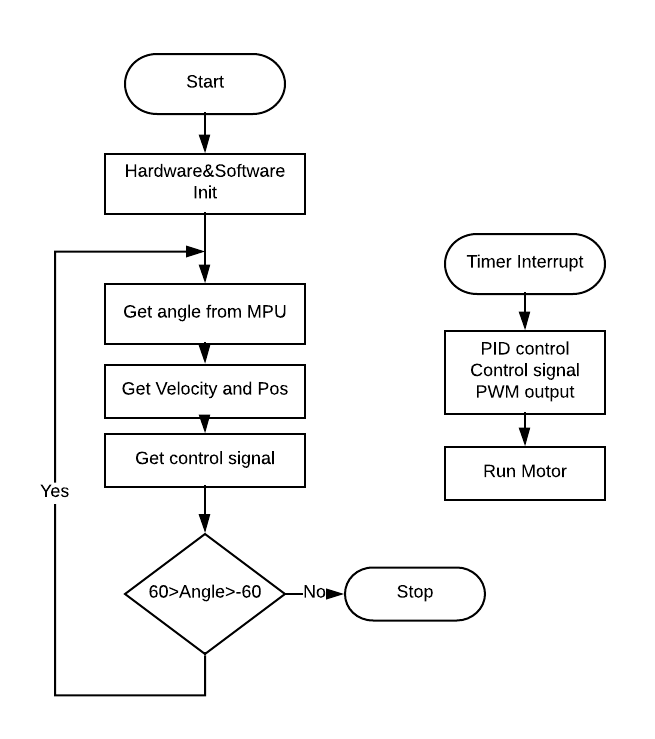 Start
Hardware&Software
Init
Get angle from MPU
Get Velocity and Pos
Get control signal
Yes
60>Angle>-60
No
Stop
Timer Interrupt
PID control
Control signal
PWM output
Run Motor